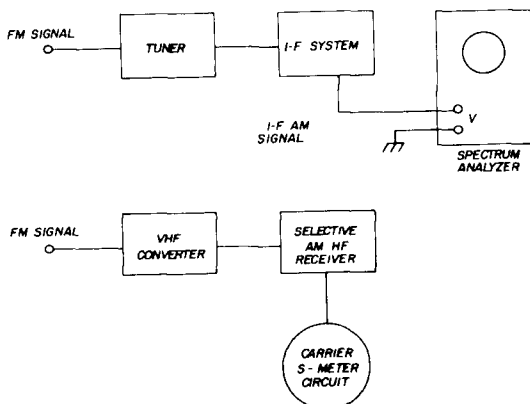 FM SIGNAL
TUNER
I-F SYSTEM
I-F AM
SIGNAL
V
SPECTRUM
ANALYZER
FM SIGNAL
VHF
CONVERTER
SELECTIVE
AM HF
RECEIVER
CARRIER
S-METER
CIRCUIT